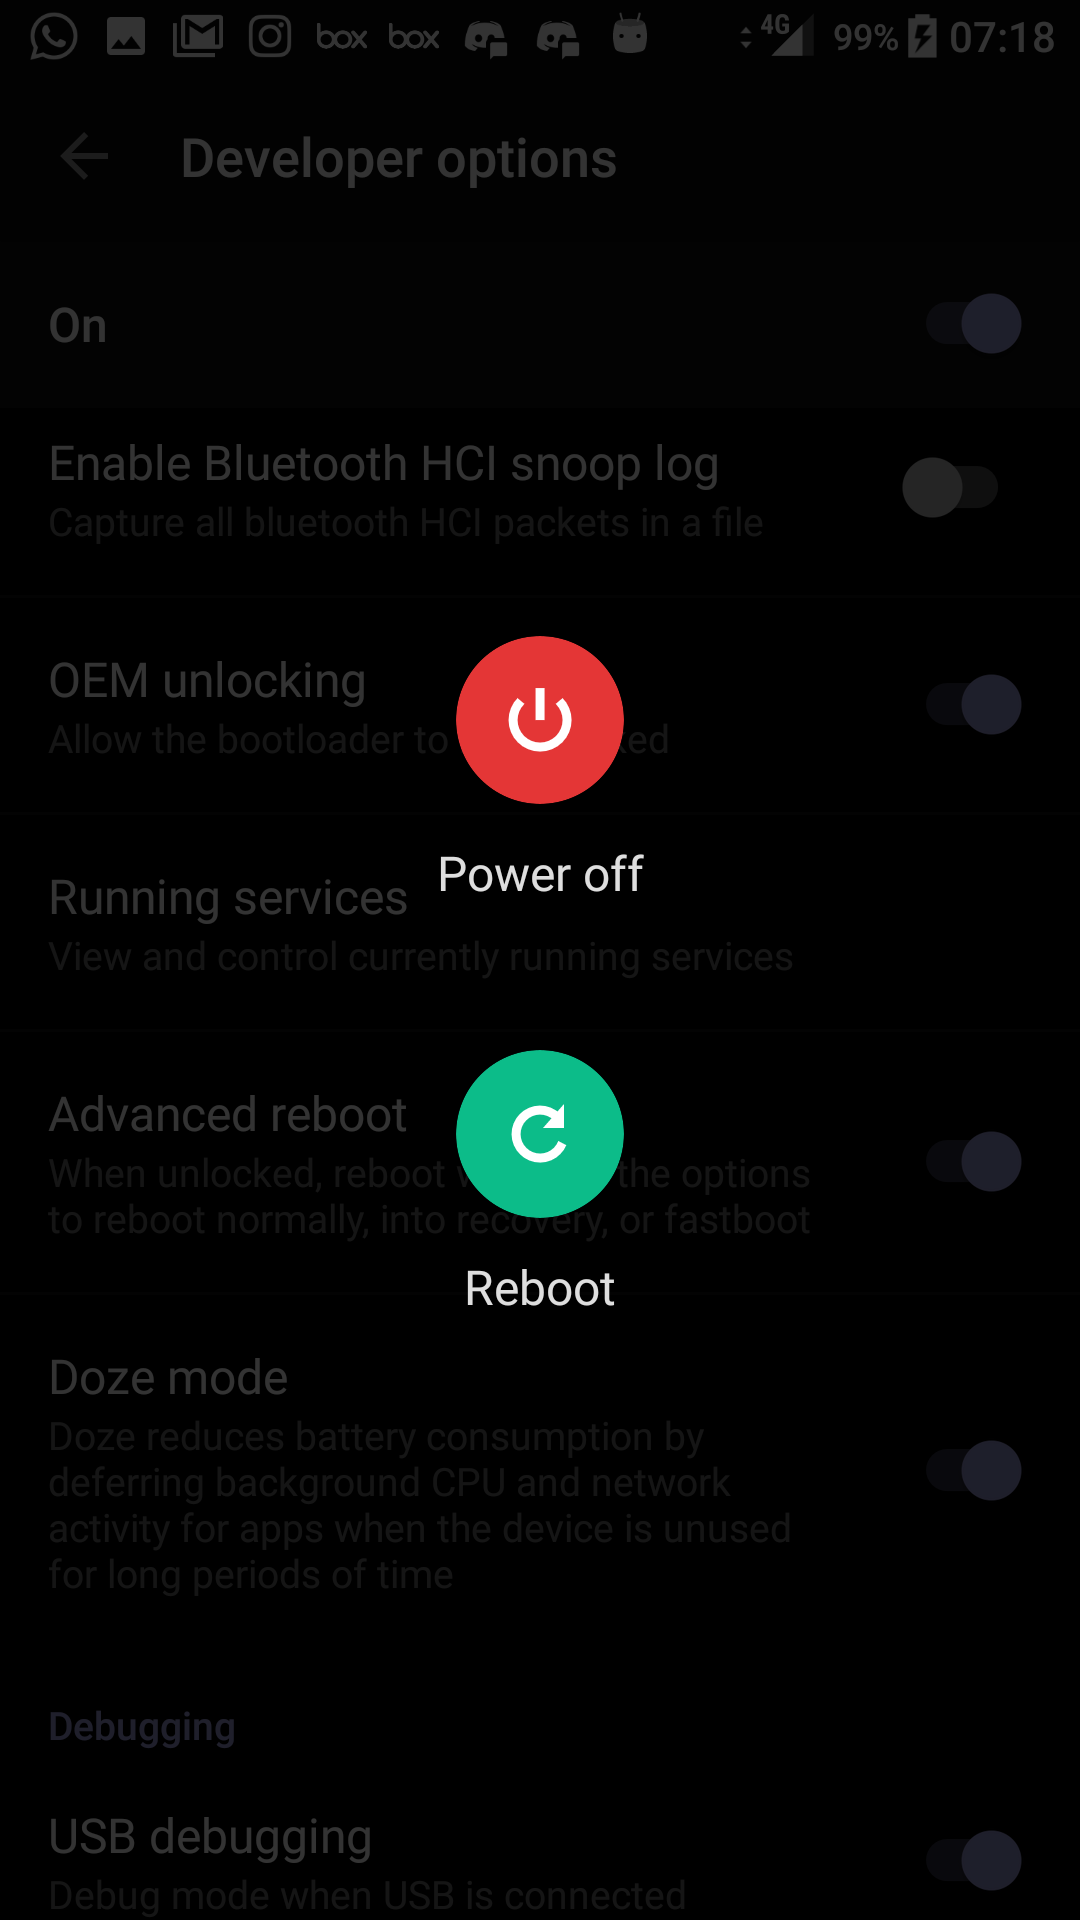 box box 4G 99% 07:18
Developer options
On
Enable Bluetooth HCI snoop log
Capture all bluetooth HCI packets in a file
OEM unlocking
Allow the bootloader to
Power off
Running services
View and control currently running services
Advanced reboot
When unlocked, reboot the options
to reboot normally, into recovery, or fastboot
Reboot
Doze mode
Doze reduces battery consumption by
deferring background CPU and network
activity for apps when the device is unused
for long periods of time
Debugging
USB debugging
Debug mode when USB is connected